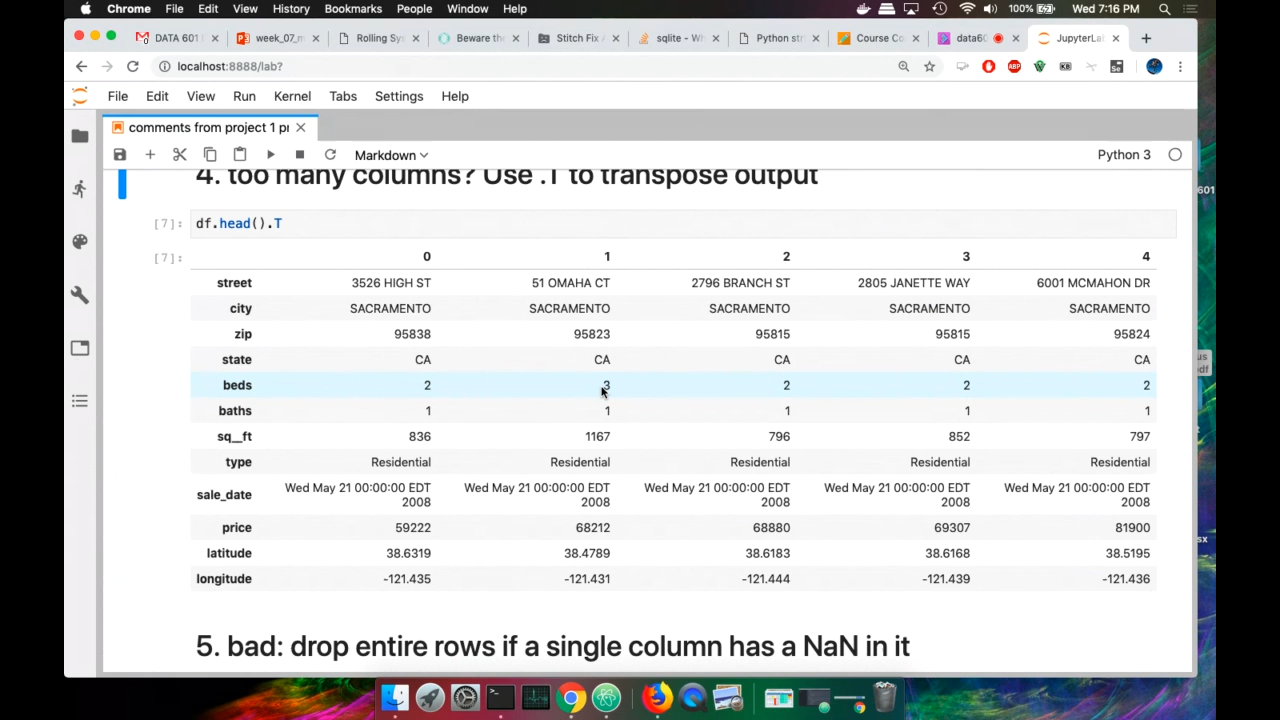 Chrome File Edit View History Bookmarks People Window Help 100% Wed 7:16 PM
DATA 601 week_07_m Rolling Sys Beware the Stitch Fix sqlite - Wh Python str Course Co data60 JupyterLa
localhost:8888/lab?
File Edit View Run Kernel Tabs Settings Help
comments from project 1 pr
Markdown Python 3
4. too many columns? Use .T to transpose output
[7]: df.head().T
[7]: 0 1 2 3 4
street 3526 HIGH ST 51 OMAHA CT 2796 BRANCH ST 2805 JANETTE WAY 6001 MCMAHON DR
city SACRAMENTO SACRAMENTO SACRAMENTO SACRAMENTO SACRAMENTO
zip 95838 95823 95815 95815 95824
state CA CA CA CA CA
beds 2 3 2 2 2
baths 1 1 1 1 1
sq__ft 836 1167 796 852 797
type Residential Residential Residential Residential Residential
sale_date Wed May 21 00:00:00 EDT 2008 Wed May 21 00:00:00 EDT 2008 Wed May 21 00:00:00 EDT 2008 Wed May 21 00:00:00 EDT 2008 Wed May 21 00:00:00 EDT 2008
price 59222 68212 68880 69307 81900
latitude 38.6319 38.4789 38.6183 38.6168 38.5195
longitude -121.435 -121.431 -121.444 -121.439 -121.436
5. bad: drop entire rows if a single column has a NaN in it